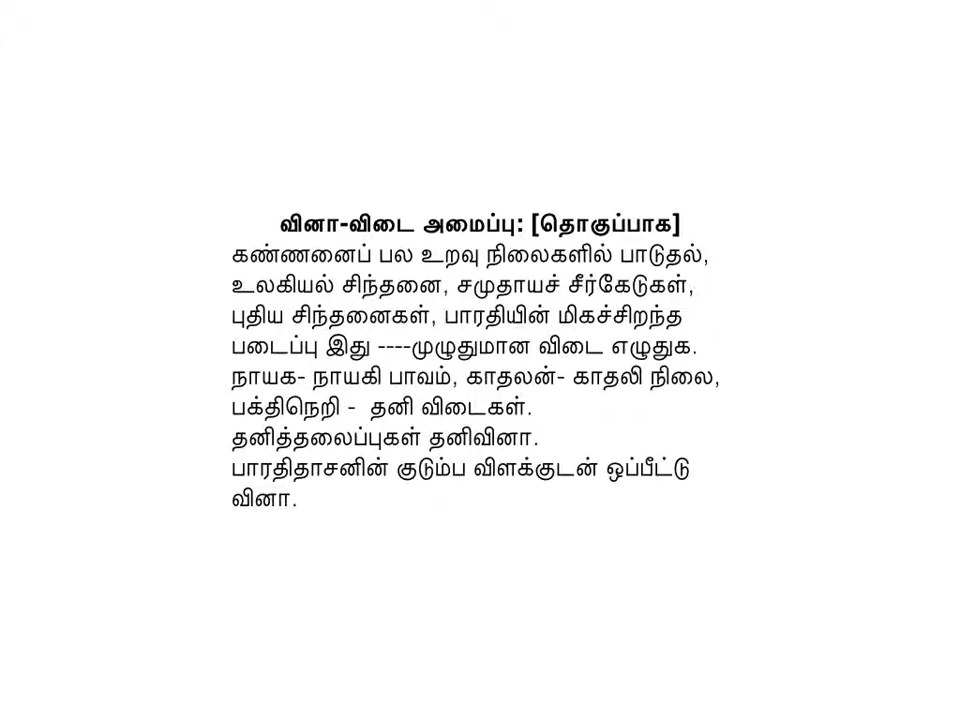 வினா-விடை அமைப்பு: [தொகுப்பாக]
கண்ணனைப் பல உறவு நிலைகளில் பாடுதல்,
உலகியல் சிந்தனை, சமுதாயச் சீர்கேடுகள்,
புதிய சிந்தனைகள், பாரதியின் மிகச்சிறந்த
படைப்பு இது ----முழுதுமான விடை எழுதுக.
நாயக- நாயகி பாவம், காதலன்- காதலி நிலை,
பக்திநெறி - தனி விடைகள்.
தனித்தலைப்புகள் தனிவினா.
பாரதிதாசனின் குடும்ப விளக்குடன் ஒப்பீட்டு
வினா.